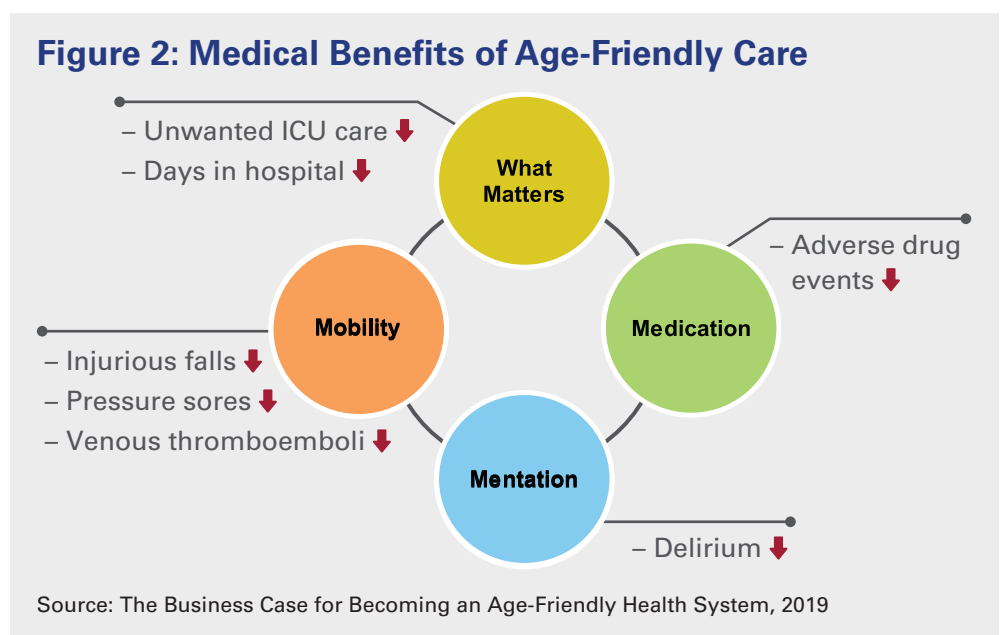 Figure 2: Medical Benefits of Age-Friendly Care
– Unwanted ICU care
– Days in hospital
What
Matters
– Adverse drug
events
Mobility
Medication
– Injurious falls
– Pressure sores
– Venous thromboemboli
Mentation
– Delirium
Source: The Business Case for Becoming an Age-Friendly Health System, 2019